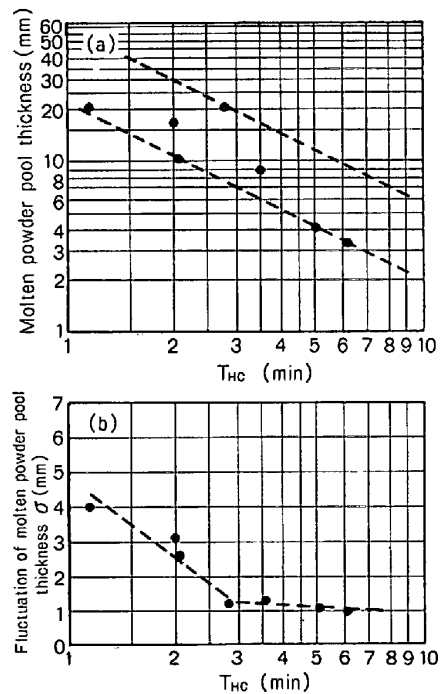 (a)
Molten powder pool thickness (mm)
60
50
40
30
20
10
8
6
4
2
1
1 2 3 4 5 6 7 8 9 10
THC (min)
(b)
Fluctuation of molten powder pool
thickness σ (mm)
7
6
5
4
3
2
1
0
1 2 3 4 5 6 7 8 9 10
THC (min)